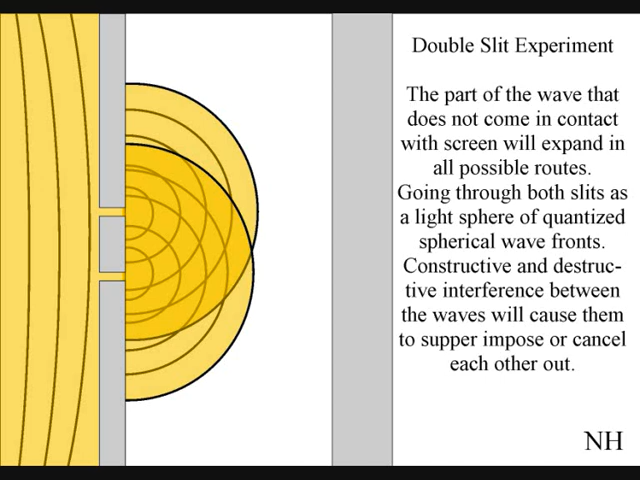 Double Slit Experiment
The part of the wave that
does not come in contact
with screen will expand in
all possible routes.
Going through both slits as
a light sphere of quantized
spherical wave fronts.
Constructive and destruc-
tive interference between
the waves will cause them
to supper impose or cancel
each other out.
NH